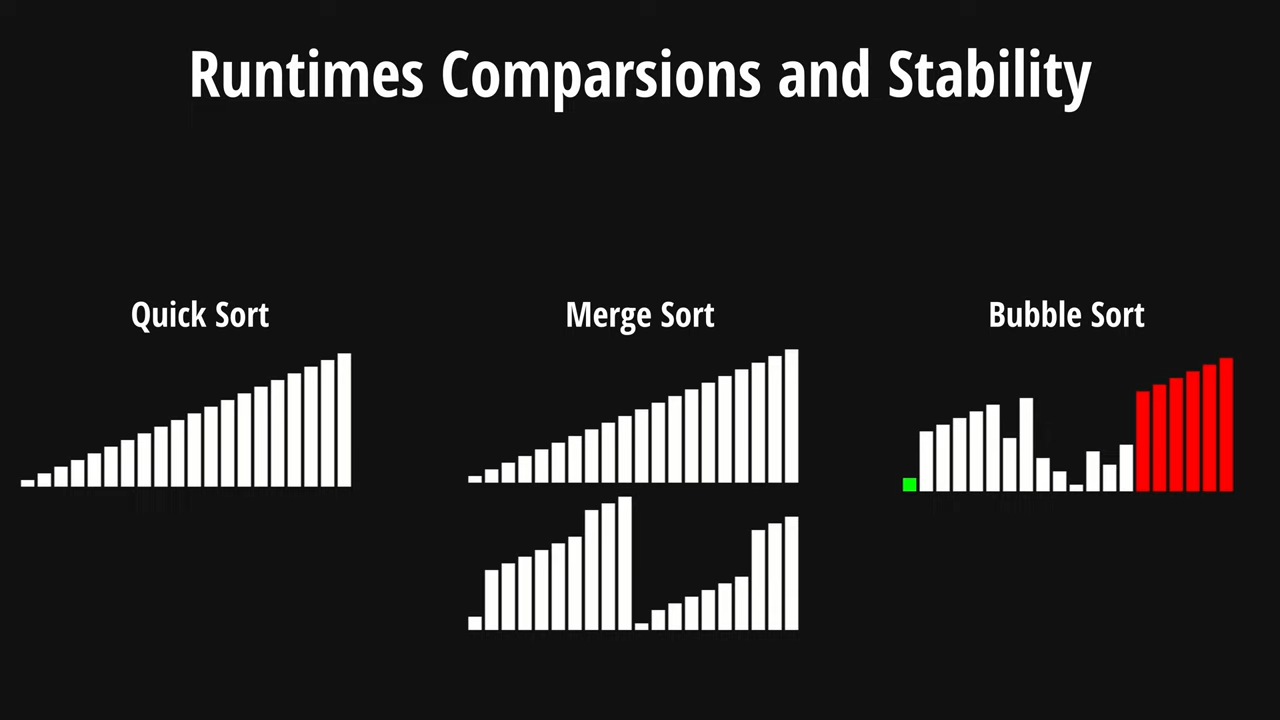 Runtimes Comparsions and Stability
Quick Sort
Merge Sort
Bubble Sort